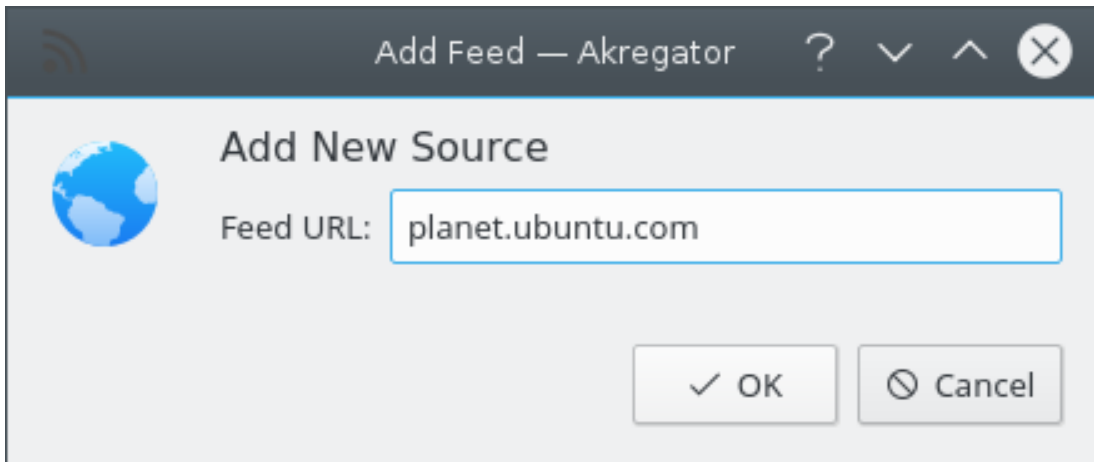 Add Feed — Akregator
Add New Source
Feed URL: planet.ubuntu.com
OK
Cancel